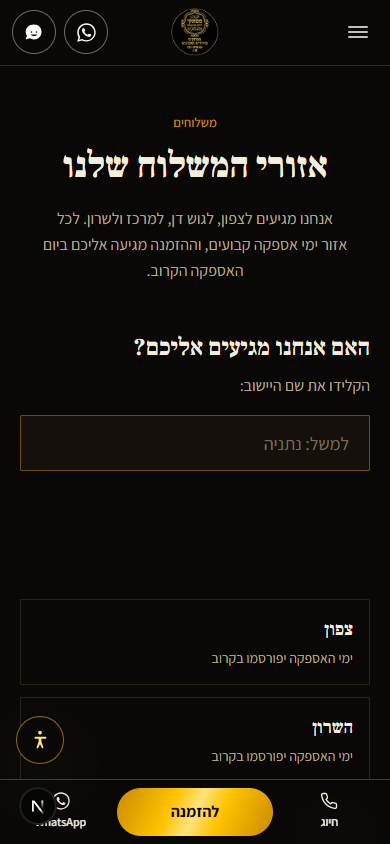 משלוחים
אזורי המשלוח שלנו
אנחנו מגיעים לצפון, לגוש דן, למרכז ולשרון. לכל
אזור ימי אספקה קבועים, וההזמנה מגיעה אליכם ביום
האספקה הקרוב.
האם אנחנו מגיעים אליכם?
הקלידו את שם היישוב:
למשל: נתניה
צפון
ימי האספקה יפורסמו בקרוב
השרון
ימי האספקה יפורסמו בקרוב
חיוג
להזמנה
N